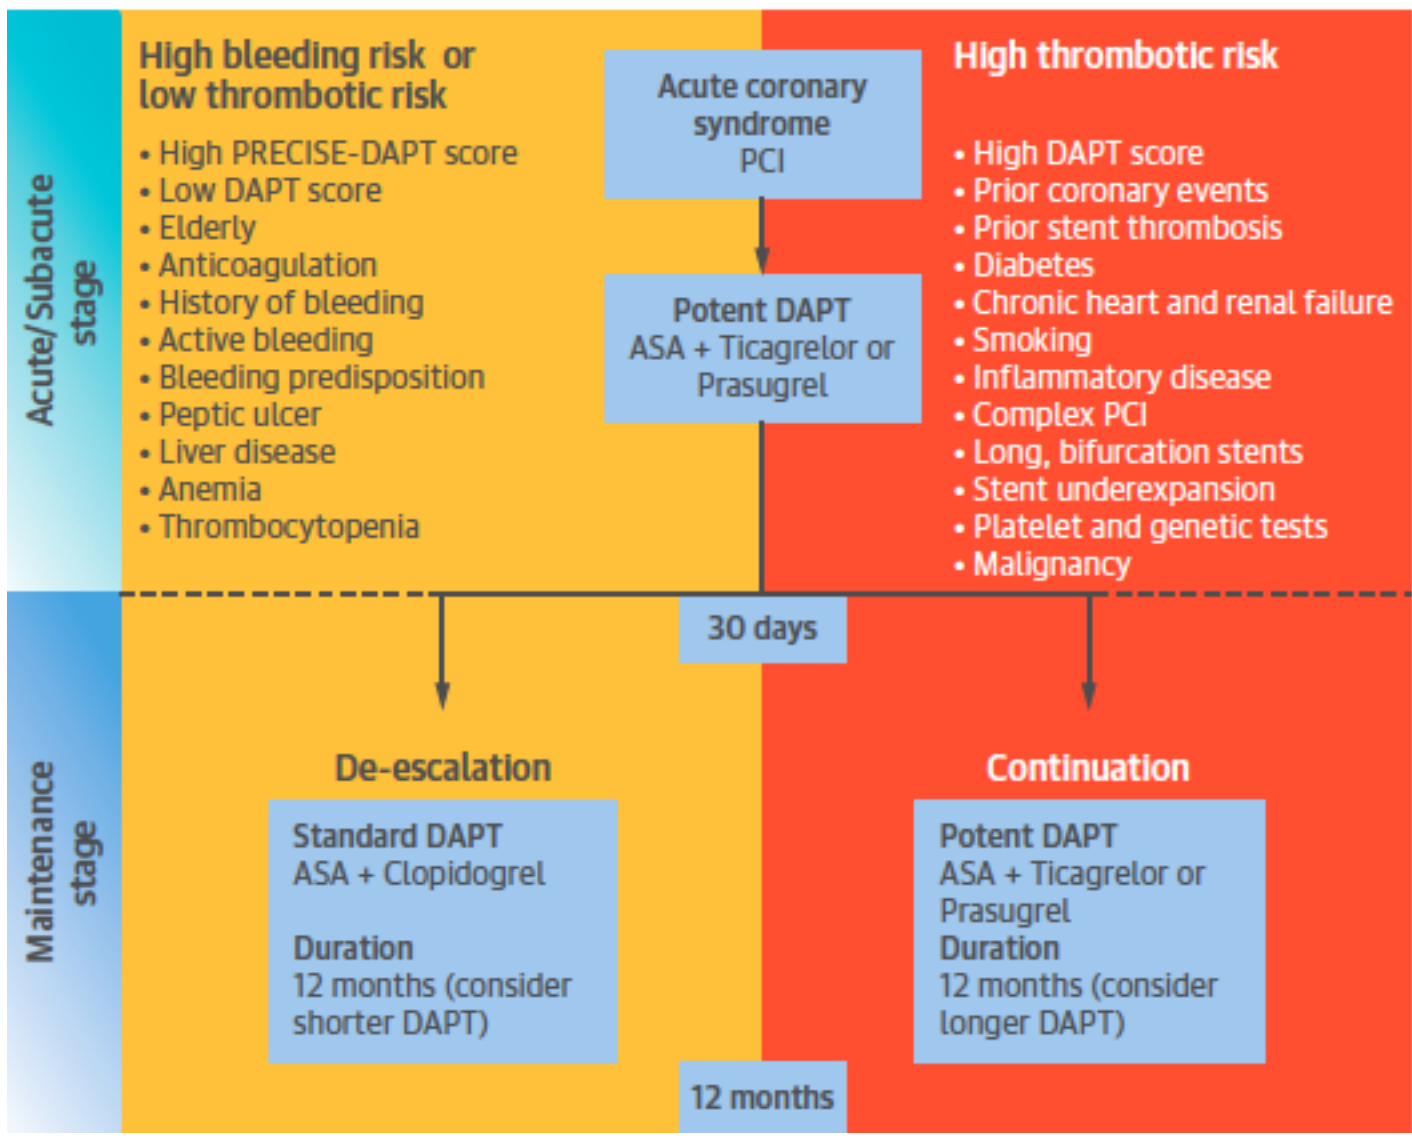 Acute/Subacute
stage
High bleeding risk or
low thrombotic risk
• High PRECISE-DAPT score
• Low DAPT score
• Elderly
• Anticoagulation
• History of bleeding
• Active bleeding
• Bleeding predisposition
• Peptic ulcer
• Liver disease
• Anemia
• Thrombocytopenia
Acute coronary
syndrome
PCI
Potent DAPT
ASA + Ticagrelor or
Prasugrel
High thrombotic risk
• High DAPT score
• Prior coronary events
• Prior stent thrombosis
• Diabetes
• Chronic heart and renal failure
• Smoking
• Inflammatory disease
• Complex PCI
• Long, bifurcation stents
• Stent underexpansion
• Platelet and genetic tests
• Malignancy
30 days
Maintenance
stage
De-escalation
Standard DAPT
ASA + Clopidogrel
Duration
12 months (consider
shorter DAPT)
Continuation
Potent DAPT
ASA + Ticagrelor or
Prasugrel
Duration
12 months (consider
longer DAPT)
12 months